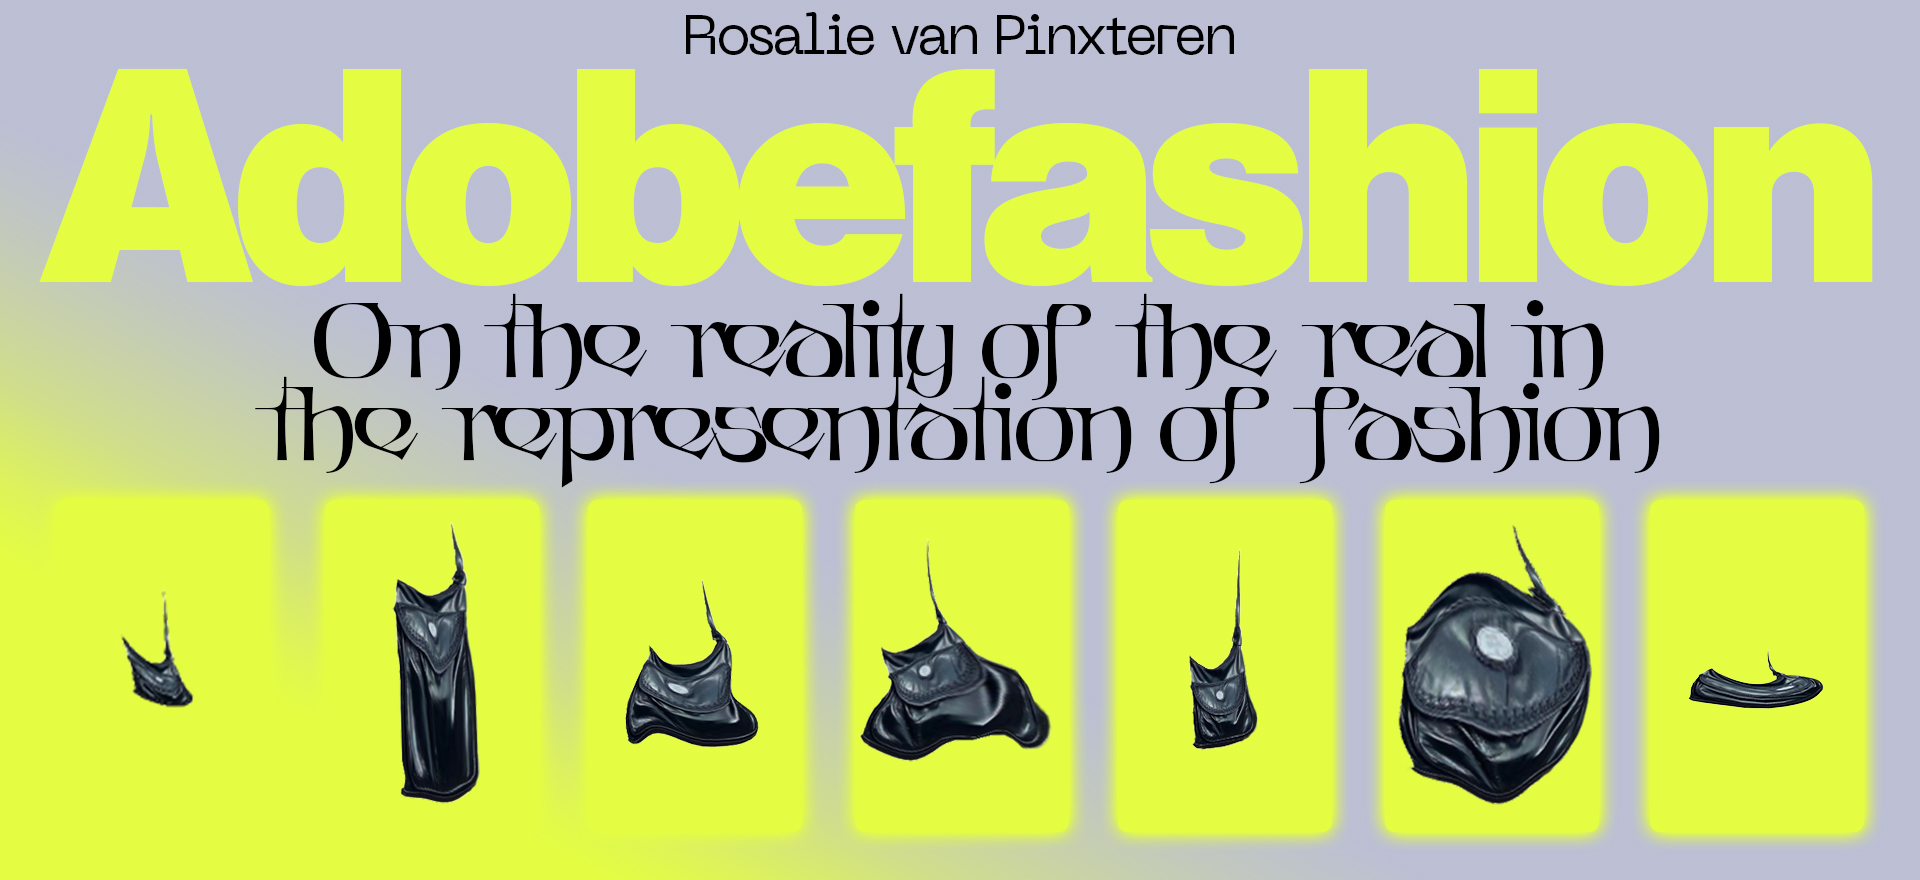 Rosalie van Pinxteren
Adobefashion
On the reality of the real in
the representation of fashion